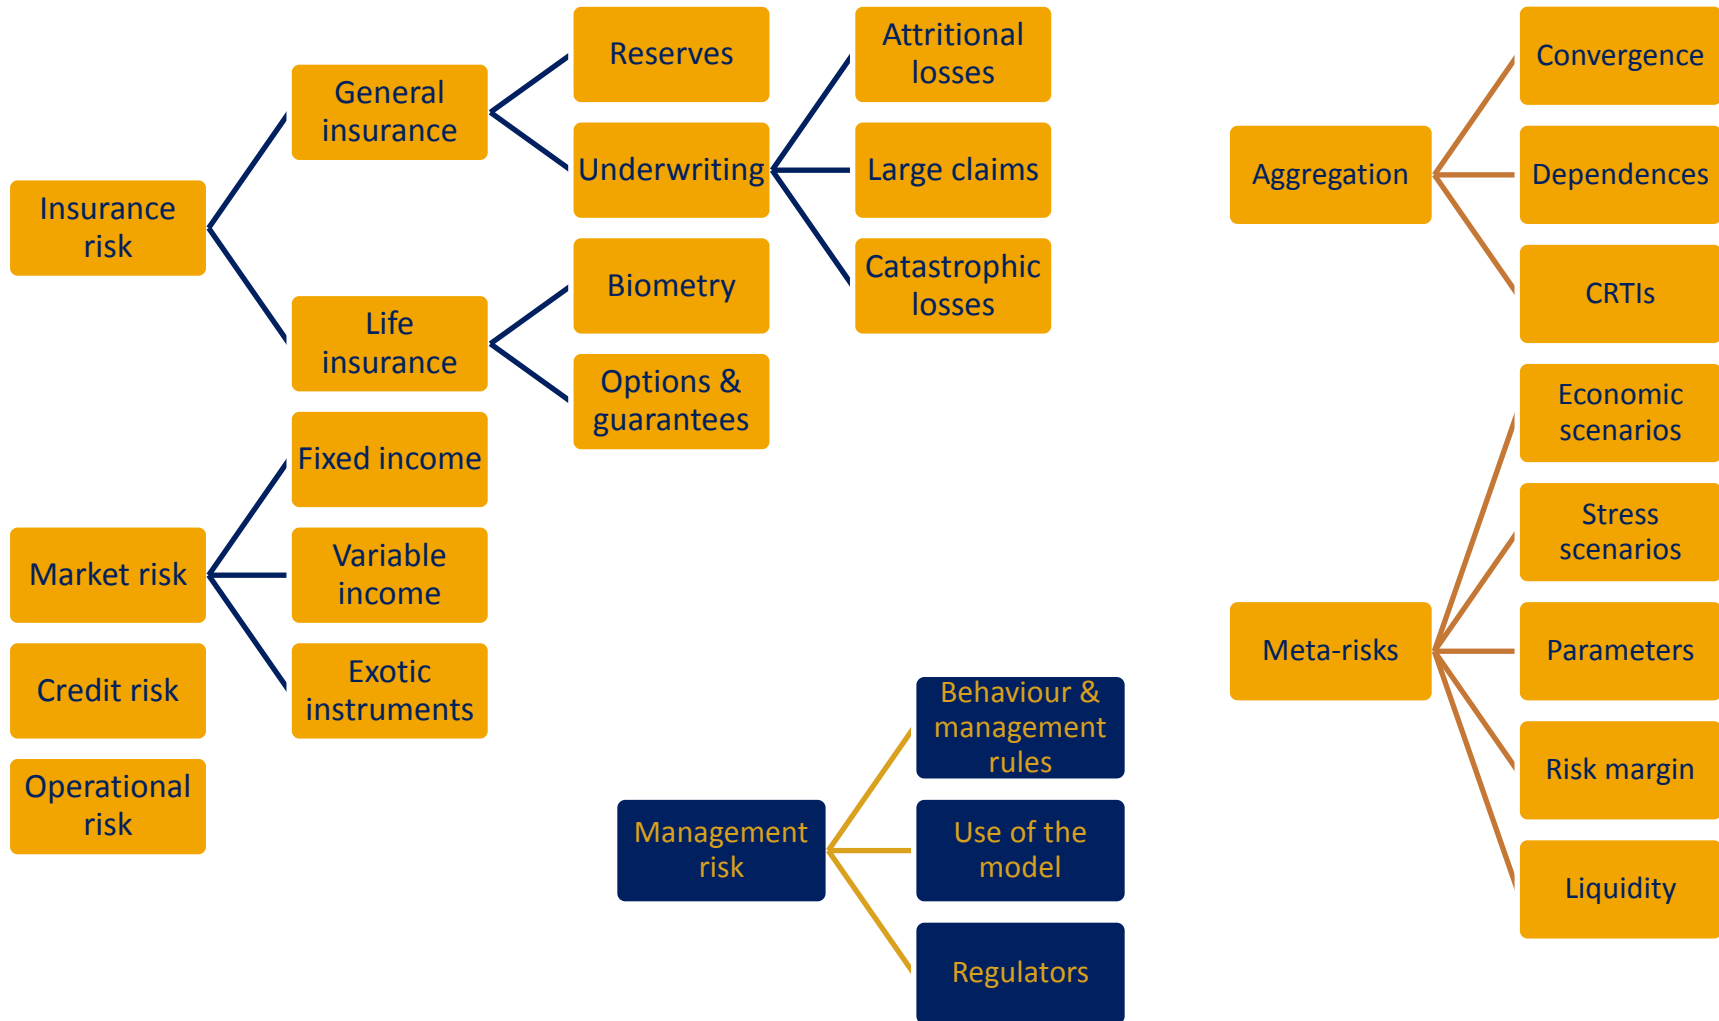 Insurance
risk
General
insurance
Reserves
Underwriting
Attritional
losses
Large claims
Catastrophic
losses
Life
insurance
Biometry
Options &
guarantees
Market risk
Fixed income
Variable
income
Exotic
instruments
Credit risk
Operational
risk
Management
risk
Behaviour &
management
rules
Use of the
model
Regulators
Aggregation
Convergence
Dependences
CRTIs
Meta-risks
Economic
scenarios
Stress
scenarios
Parameters
Risk margin
Liquidity